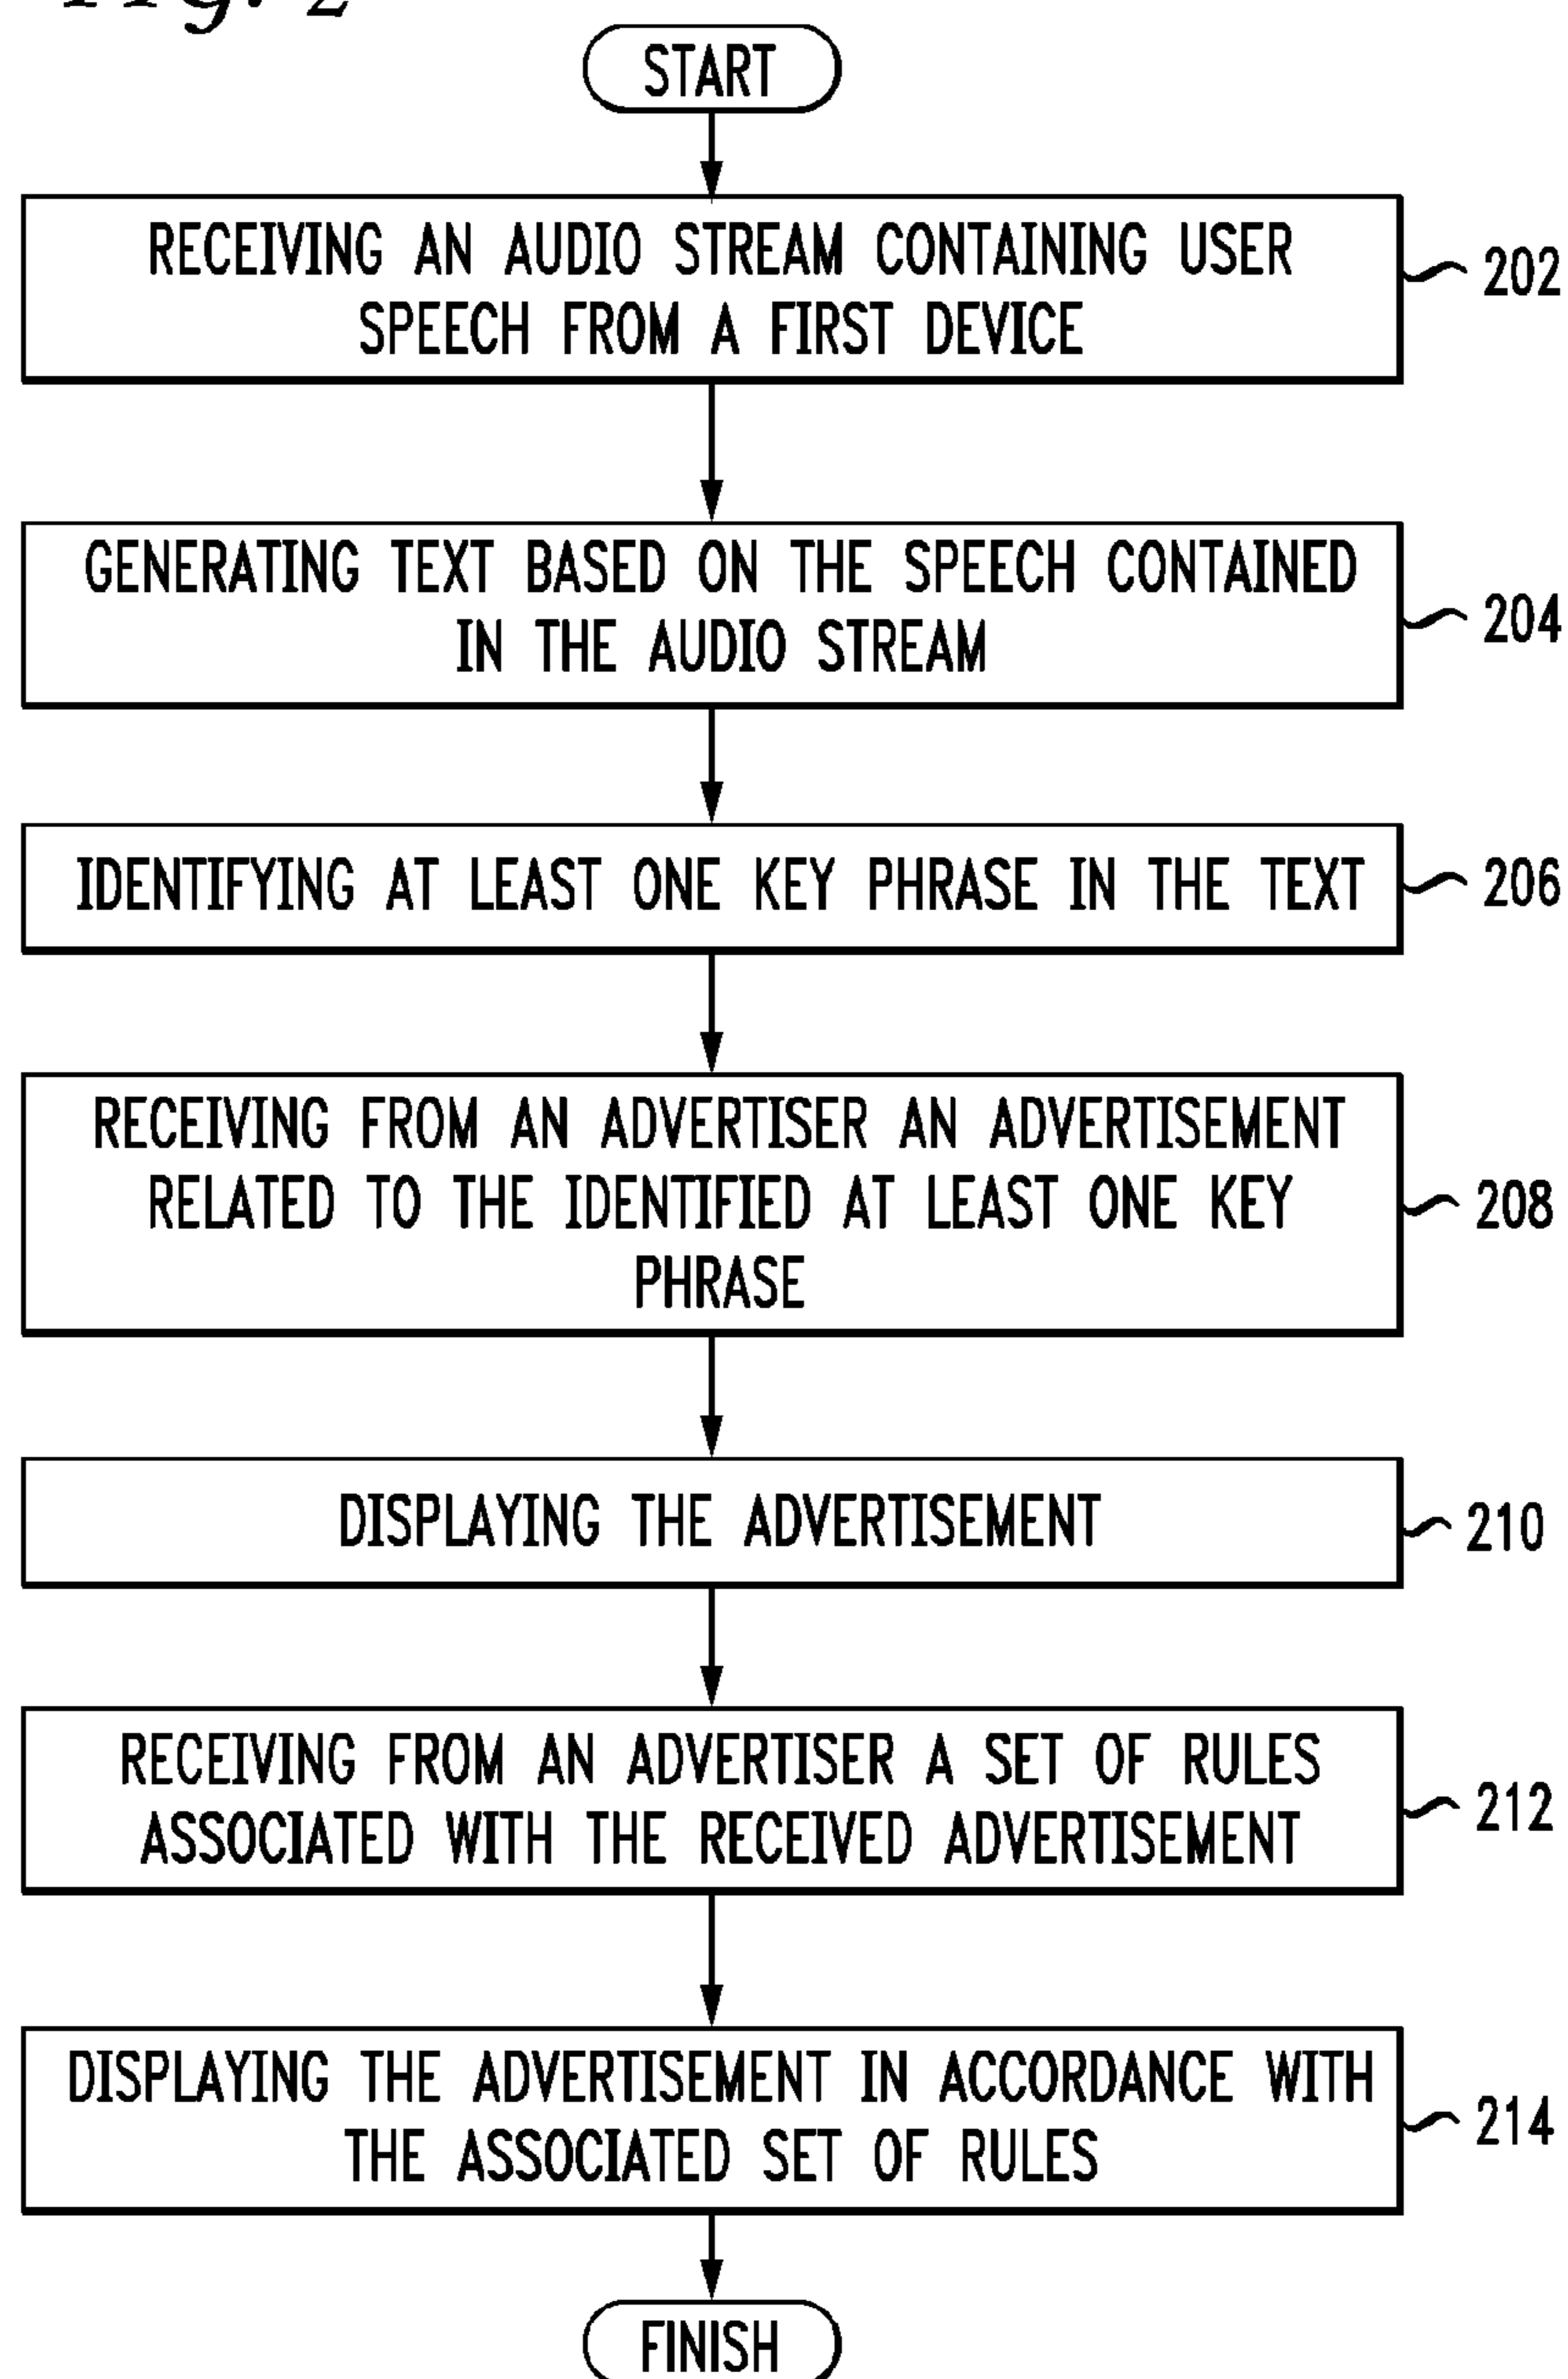 Fig. 2
START
RECEIVING AN AUDIO STREAM CONTAINING USER
SPEECH FROM A FIRST DEVICE
202
GENERATING TEXT BASED ON THE SPEECH CONTAINED
IN THE AUDIO STREAM
204
IDENTIFYING AT LEAST ONE KEY PHRASE IN THE TEXT
206
RECEIVING FROM AN ADVERTISER AN ADVERTISEMENT
RELATED TO THE IDENTIFIED AT LEAST ONE KEY
PHRASE
208
DISPLAYING THE ADVERTISEMENT
210
RECEIVING FROM AN ADVERTISER A SET OF RULES
ASSOCIATED WITH THE RECEIVED ADVERTISEMENT
212
DISPLAYING THE ADVERTISEMENT IN ACCORDANCE WITH
THE ASSOCIATED SET OF RULES
214
FINISH